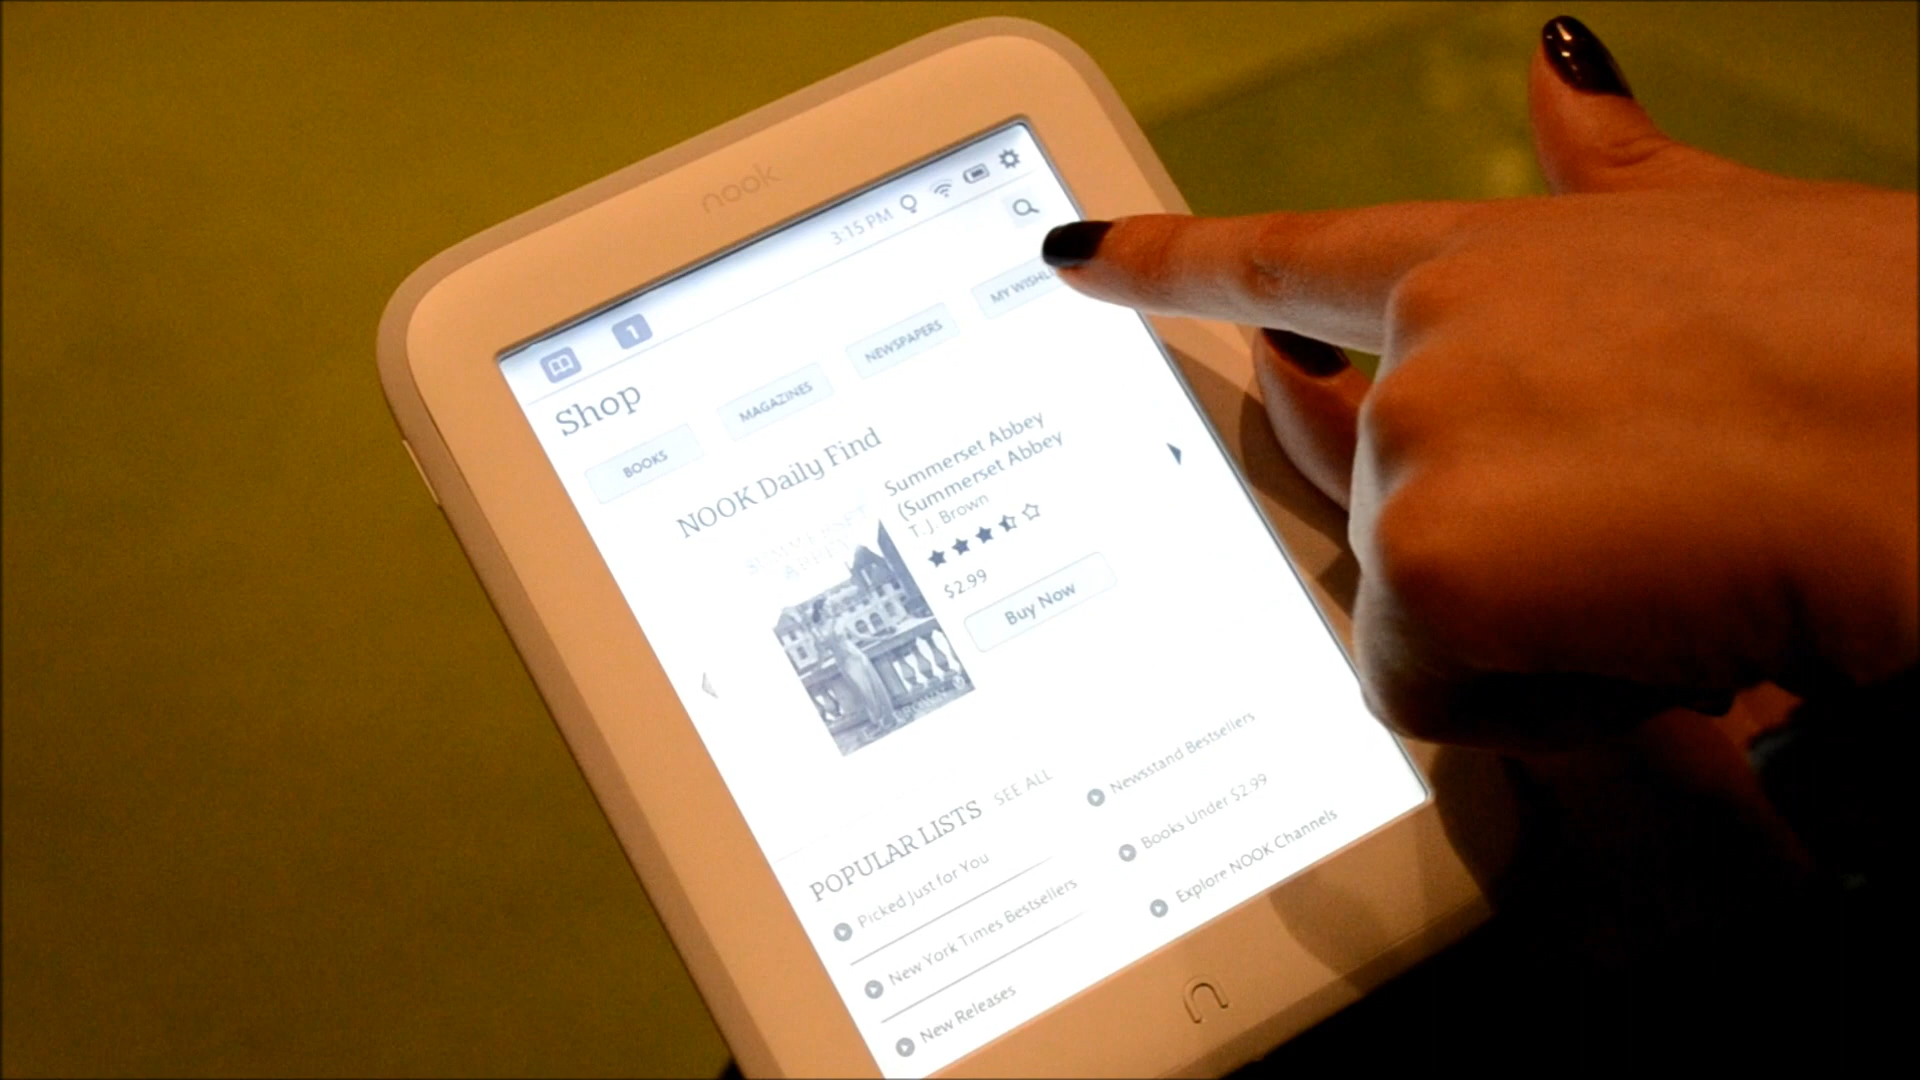 nook
3:15 PM
1
Shop
BOOKS
MAGAZINES
NEWSPAPERS
MY WISHL
NOOK Daily Find
SUMMERSET
ABBEY
Summerset Abbey
(Summerset Abbey
T. J. Brown
$2.99
Buy Now
POPULAR LISTS SEE ALL
Picked Just for You
New York Times Bestsellers
New Releases
Newsstand Bestsellers
Books Under $2.99
Explore NOOK Channels
n